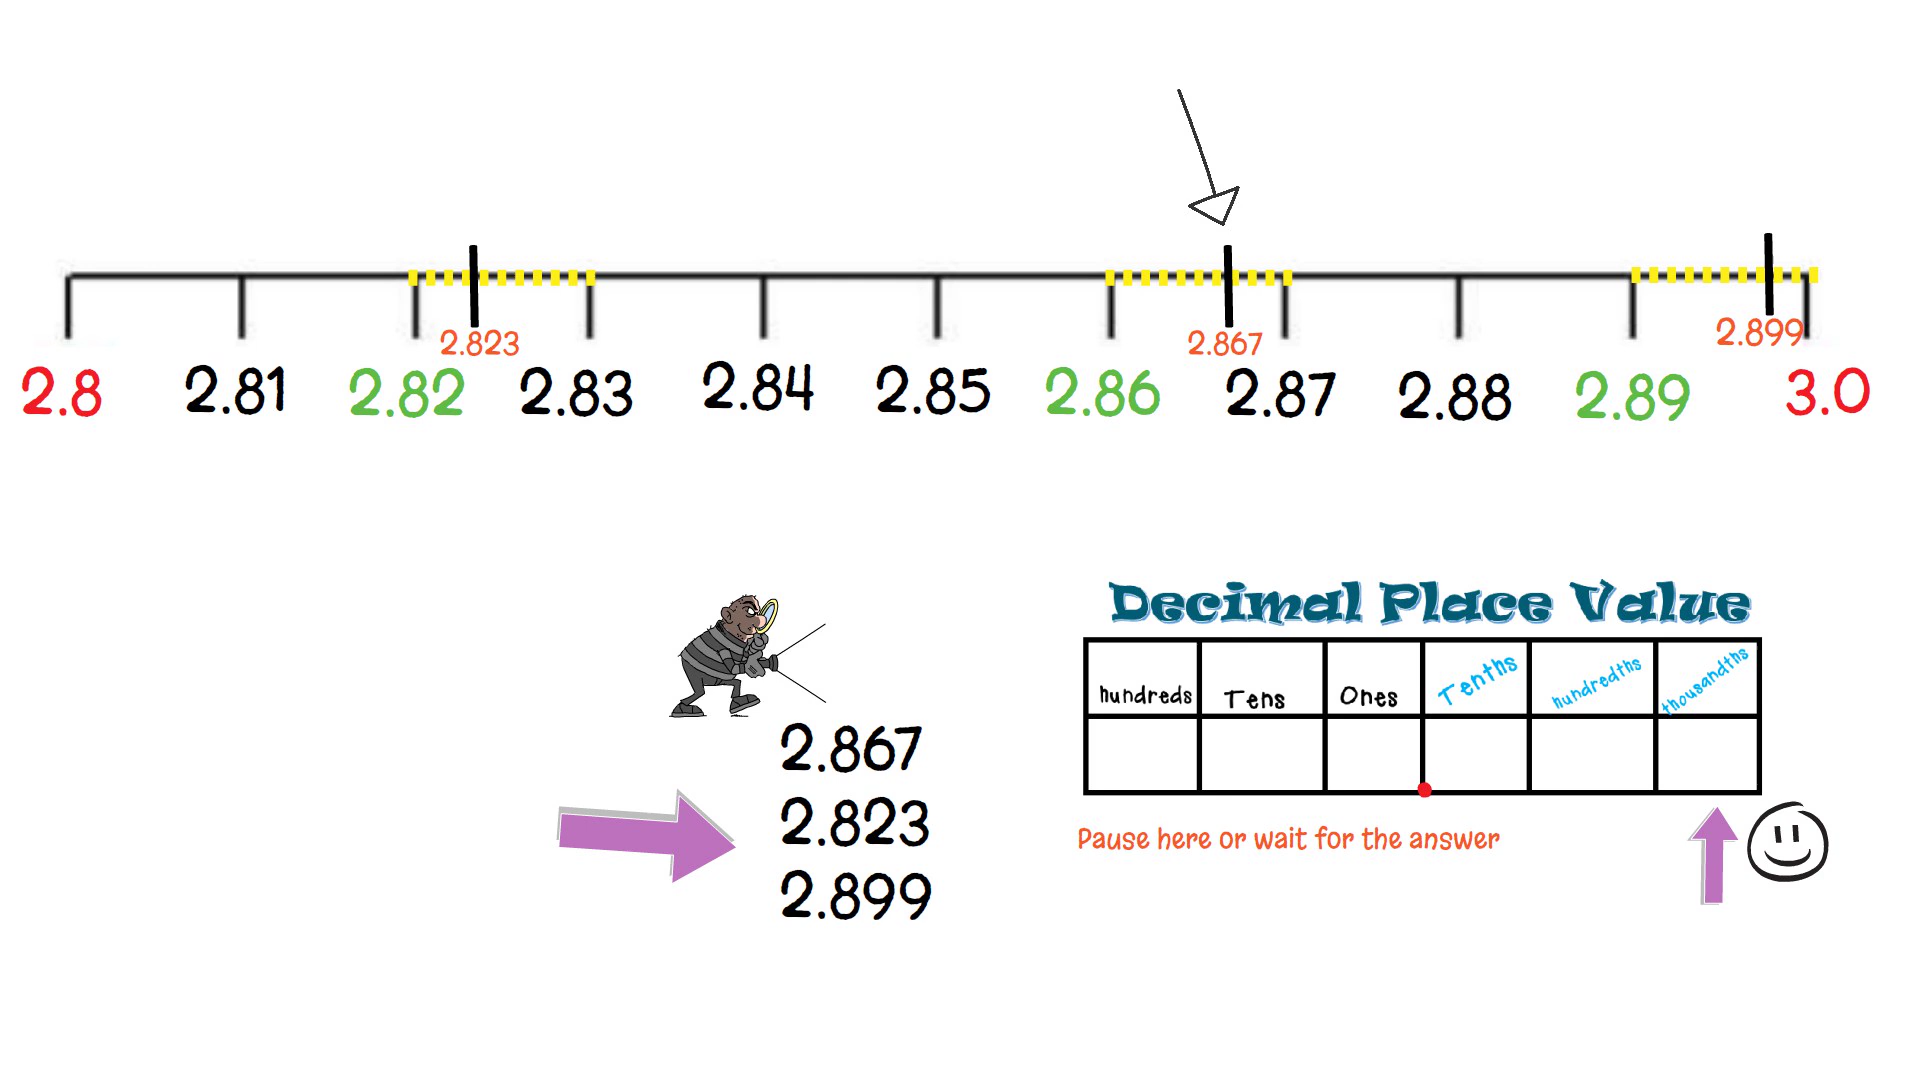 2.823 2.867 2.899
2.8 2.81 2.82 2.83 2.84 2.85 2.86 2.87 2.88 2.89 3.0
Decimal Place Value
hundreds Tens Ones Tenths hundredths thousandths
2.867
2.823
2.899
Pause here or wait for the answer